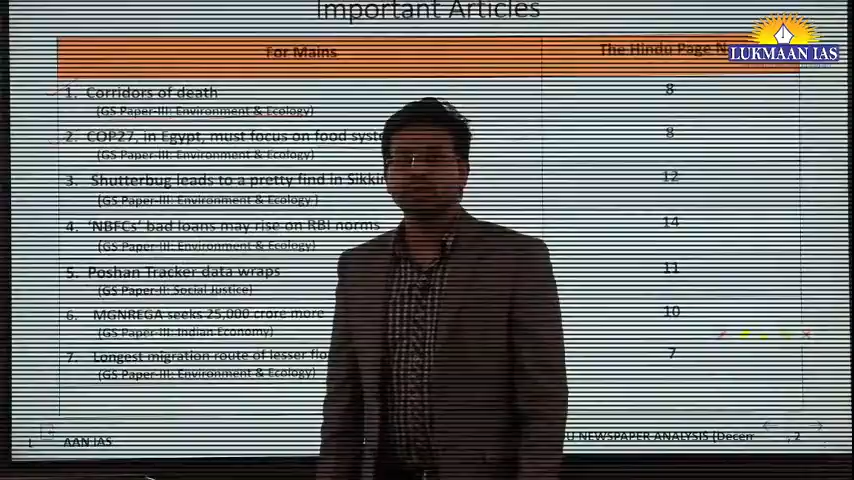 Important Articles
For Mains
The Hindu Page N
LUKMAAN IAS
1. Corridors of death
8
(GS Paper-III: Environment & Ecology)
2. COP27, in Egypt, must focus on food syste
8
(GS Paper-III: Environment & Ecology)
3. Shutterbug leads to a pretty find in Sikki
12
(GS Paper-III: Environment & Ecology )
4. 'NBFCs' bad loans may rise on RBI norms
14
(GS Paper-III: Environment & Ecology)
5. Poshan Tracker data wraps
11
(GS Paper-II: Social Justice)
6. MGNREGA seeks 25,000 crore more
10
(GS Paper-III: Indian Economy)
7. Longest migration route of lesser flo
7
(GS Paper-III: Environment & Ecology)
AAN IAS
U NEWSPAPER ANALYSIS (Decem
, 2